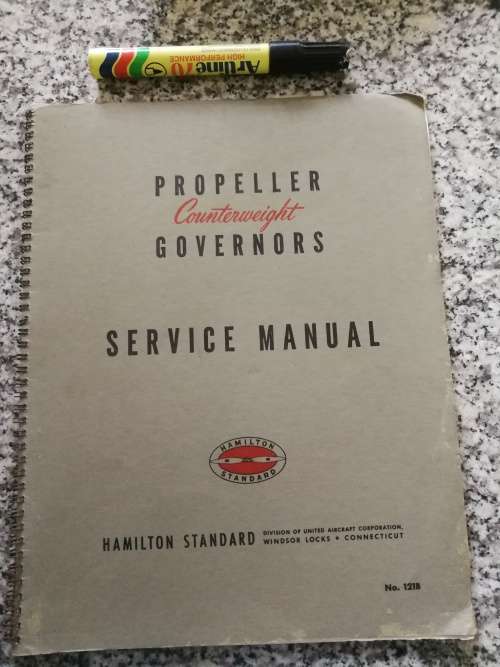 Artline 70
HIGH PERFORMANCE
PROPELLER
Counterweight
GOVERNORS
SERVICE MANUAL
HAMILTON
STANDARD
HAMILTON STANDARD DIVISION OF UNITED AIRCRAFT CORPORATION,
WINDSOR LOCKS • CONNECTICUT
No. 121B